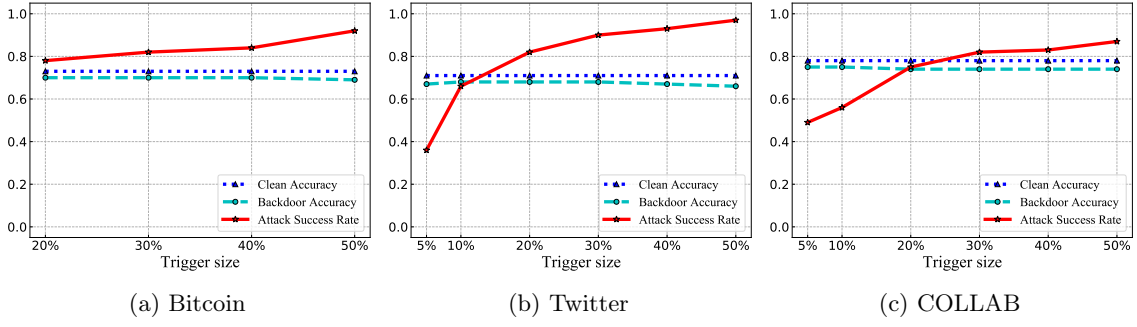 1.0
0.8
0.6
0.4
0.2
0.0
Clean Accuracy
Backdoor Accuracy
Attack Success Rate
20% 30% 40% 50%
Trigger size
(a) Bitcoin
1.0
0.8
0.6
0.4
0.2
0.0
Clean Accuracy
Backdoor Accuracy
Attack Success Rate
5% 10% 20% 30% 40% 50%
Trigger size
(b) Twitter
1.0
0.8
0.6
0.4
0.2
0.0
Clean Accuracy
Backdoor Accuracy
Attack Success Rate
5% 10% 20% 30% 40% 50%
Trigger size
(c) COLLAB